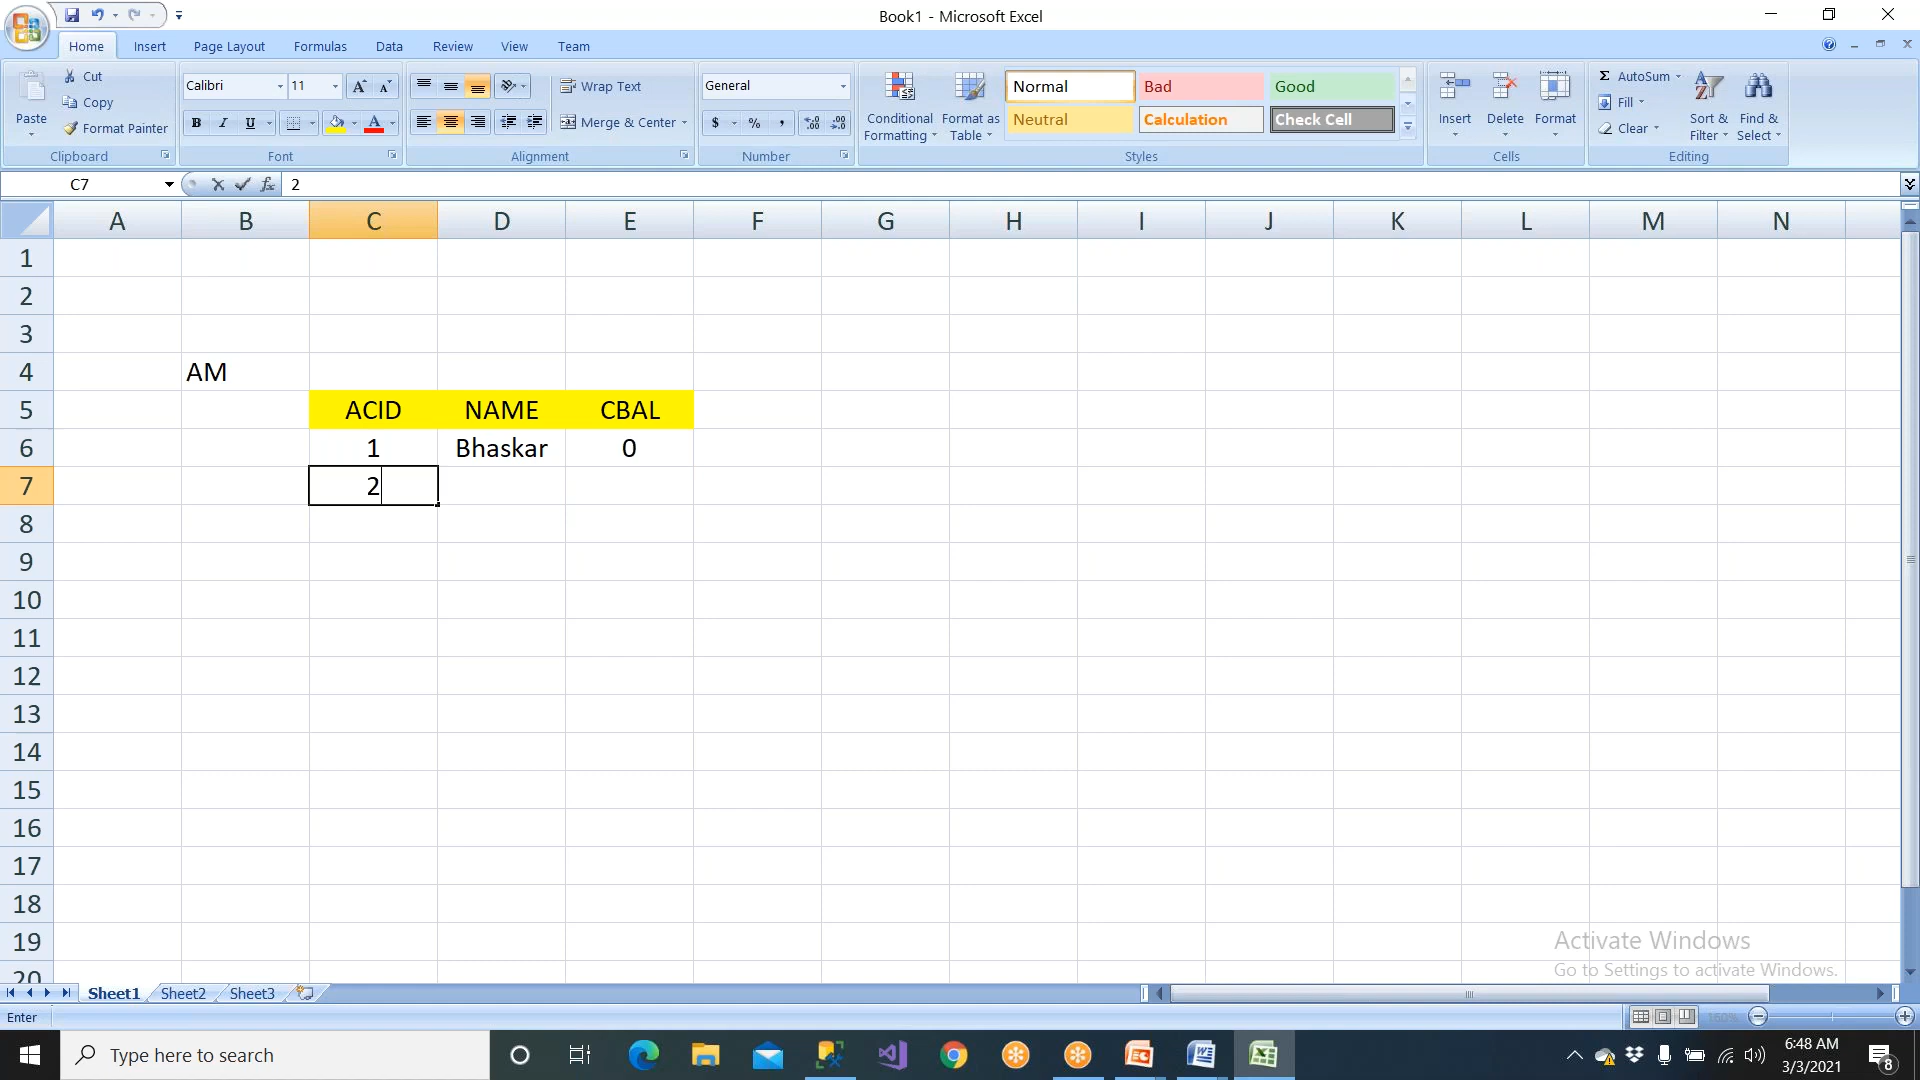 Book1 - Microsoft Excel
Home Insert Page Layout Formulas Data Review View Team
Paste
Cut
Copy
Format Painter
Clipboard
Calibri 11
B I U
Font
Wrap Text
Merge & Center
Alignment
General
$ % ,
Number
Conditional Formatting
Format as Table
Normal Bad Good
Neutral Calculation Check Cell
Styles
Insert Delete Format
Cells
Σ AutoSum
Fill
Clear
Sort & Filter
Find & Select
Editing
C7 fx 2
A B C D E F G H I J K L M N
1
2
3
4 AM
5 ACID NAME CBAL
6 1 Bhaskar 0
7 2
8
9
10
11
12
13
14
15
16
17
18
19
20
Activate Windows
Go to Settings to activate Windows.
Sheet1 Sheet2 Sheet3
Enter
160%
Type here to search
6:48 AM
3/3/2021
8